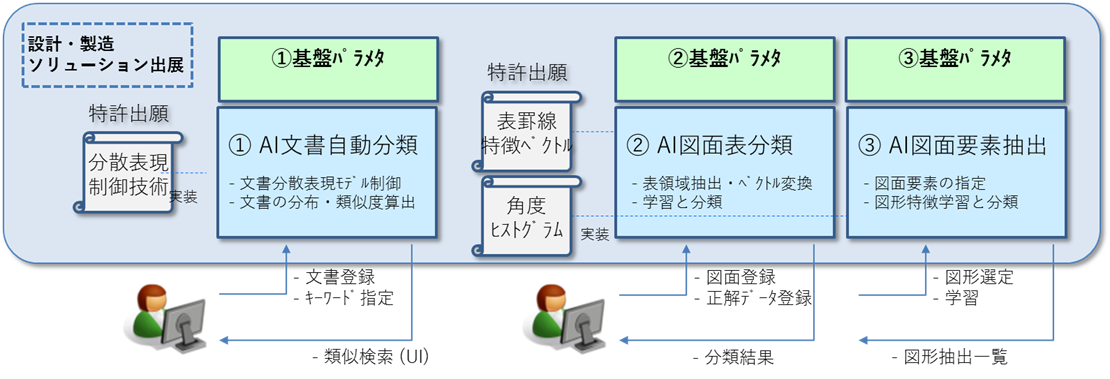 設計・製造
ソリューション出展
①基盤ﾊﾟﾗﾒﾀ
②基盤ﾊﾟﾗﾒﾀ
③基盤ﾊﾟﾗﾒﾀ
特許出願
分散表現
制御技術
実装
① AI文書自動分類
- 文書分散表現ﾓﾃﾞﾙ制御
- 文書の分布・類似度算出
特許出願
表罫線
特徴ﾍﾞｸﾄﾙ
角度
ﾋｽﾄｸﾞﾗﾑ
実装
② AI図面表分類
- 表領域抽出・ﾍﾞｸﾄﾙ変換
- 学習と分類
③ AI図面要素抽出
- 図面要素の指定
- 図形特徴学習と分類
- 文書登録
- ｷｰﾜｰﾄﾞ指定
- 類似検索 (UI)
- 図面登録
- 正解ﾃﾞｰﾀ登録
- 分類結果
- 図形選定
- 学習
- 図形抽出一覧